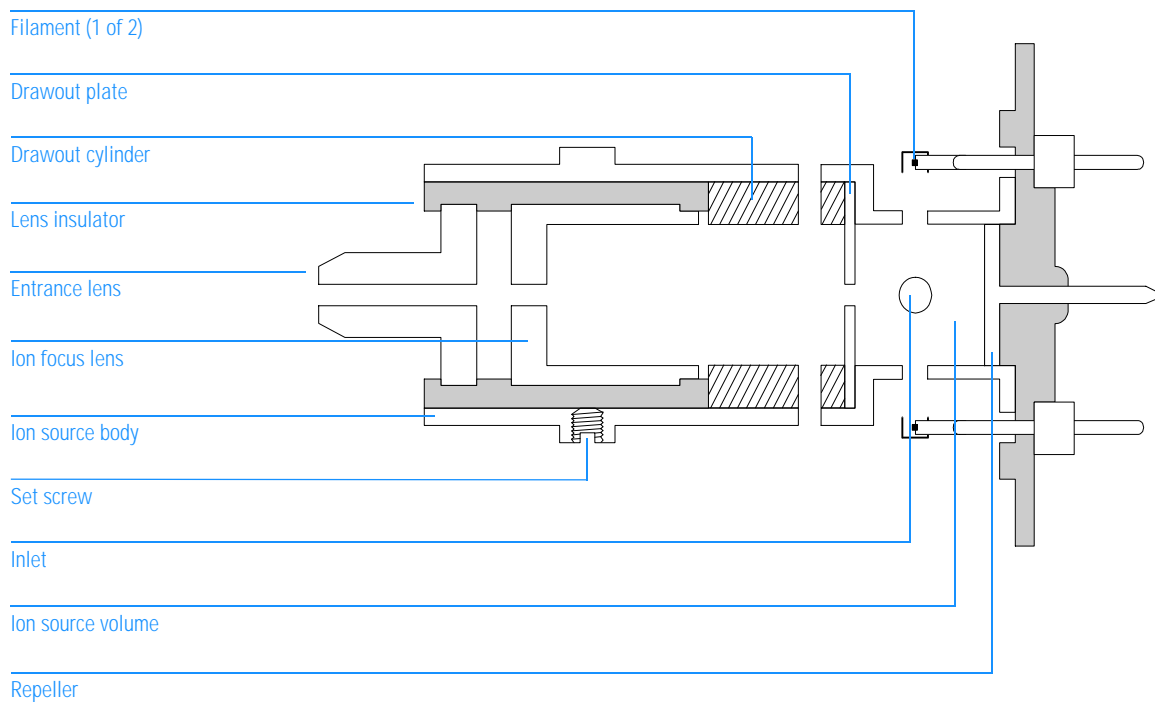 Filament (1 of 2)
Drawout plate
Drawout cylinder
Lens insulator
Entrance lens
Ion focus lens
Ion source body
Set screw
Inlet
Ion source volume
Repeller